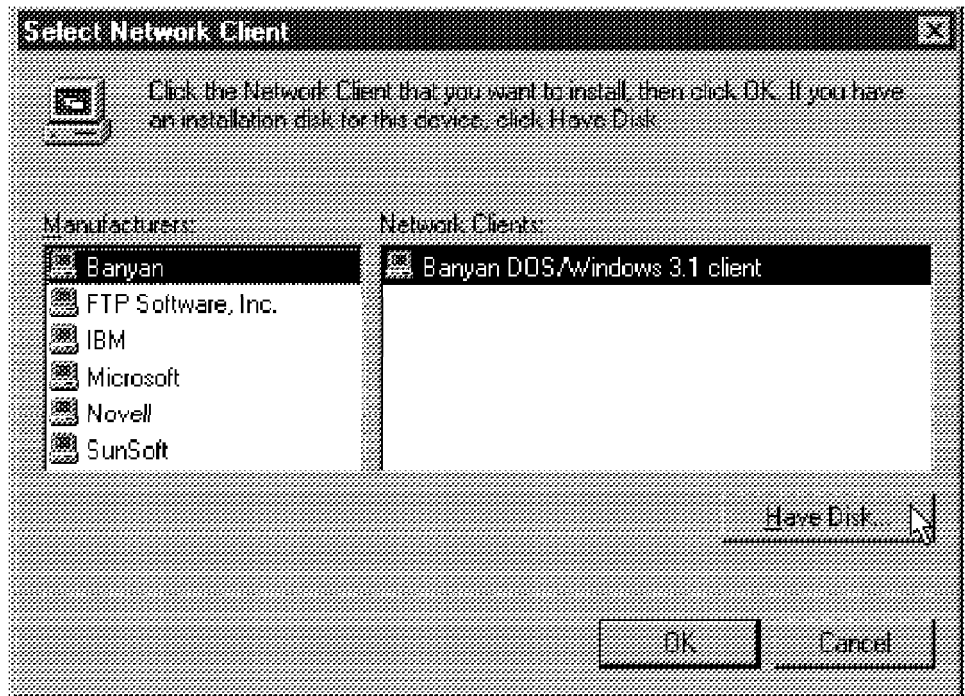 Select Network Client
Click the Network Client that you want to install, then click OK. If you have
an installation disk for this device, click Have Disk.
Manufacturers:
Network Clients:
Banyan
FTP Software, Inc.
IBM
Microsoft
Novell
SunSoft
Banyan DOS/Windows 3.1 client
Have Disk...
OK
Cancel